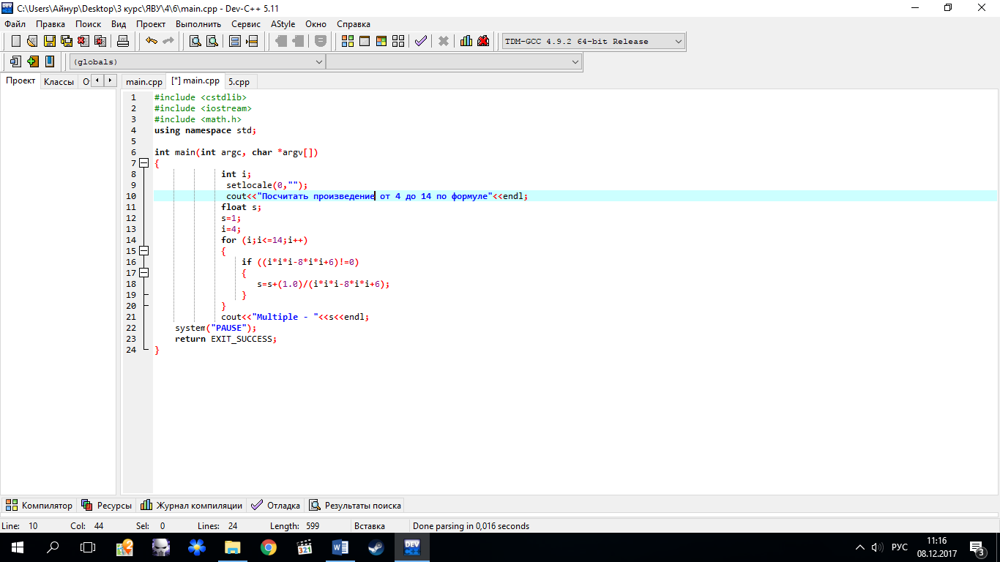 C:\Users\Айнур\Desktop\3 курс\ЯВУ\4\6\main.cpp - Dev-C++ 5.11
Файл Правка Поиск Вид Проект Выполнить Сервис AStyle Окно Справка
TDM-GCC 4.9.2 64-bit Release
(globals)
Проект Классы О
main.cpp [*] main.cpp 5.cpp
1 #include <cstdlib>
2 #include <iostream>
3 #include <math.h>
4 using namespace std;
5
6 int main(int argc, char *argv[])
7 {
8 int i;
9 setlocale(0,"");
10 cout<<"Посчитать произведение от 4 до 14 по формуле"<<endl;
11 float s;
12 s=1;
13 i=4;
14 for (i;i<=14;i++)
15 {
16 if ((i*i*i-8*i*i+6)!=0)
17 {
18 s=s+(1.0)/(i*i*i-8*i*i+6);
19 }
20 }
21 cout<<"Multiple - "<<s<<endl;
22 system("PAUSE");
23 return EXIT_SUCCESS;
24 }
Компилятор Ресурсы Журнал компиляции Отладка Результаты поиска
Line: 10 Col: 44 Sel: 0 Lines: 24 Length: 599 Вставка Done parsing in 0,016 seconds
321
DEV
РУС
11:16
08.12.2017
3